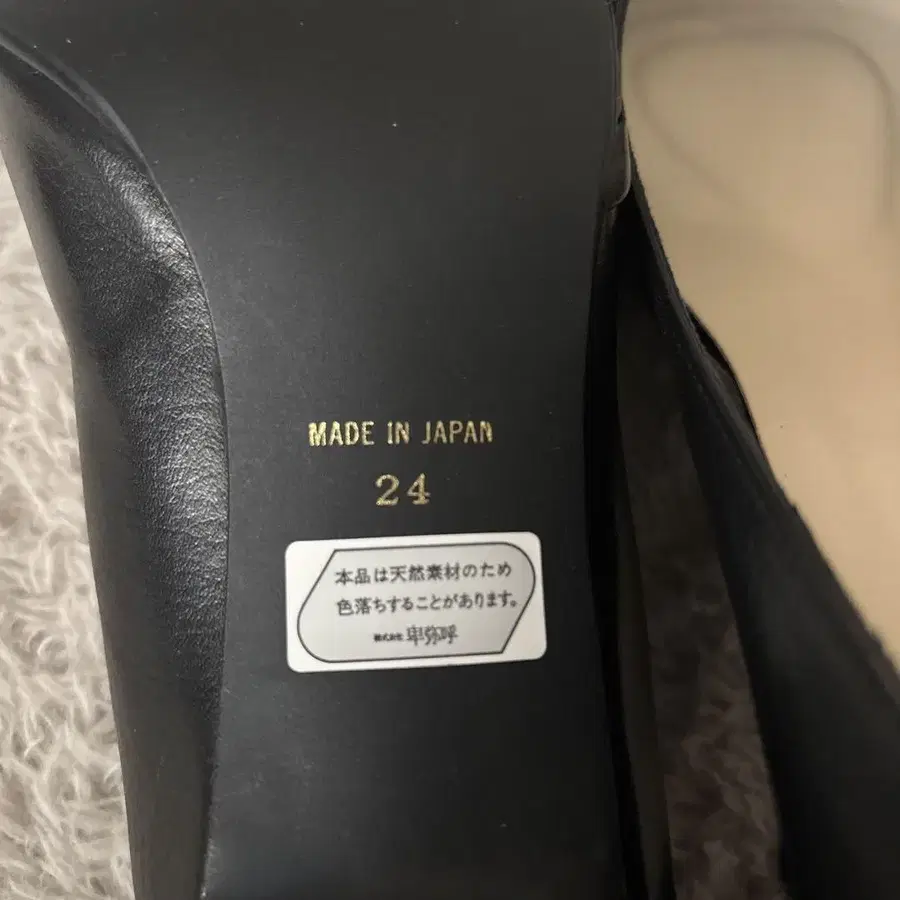 MADE IN JAPAN
24
本品は天然素材のため
色落ちすることがあります。
株式会社 卑弥呼